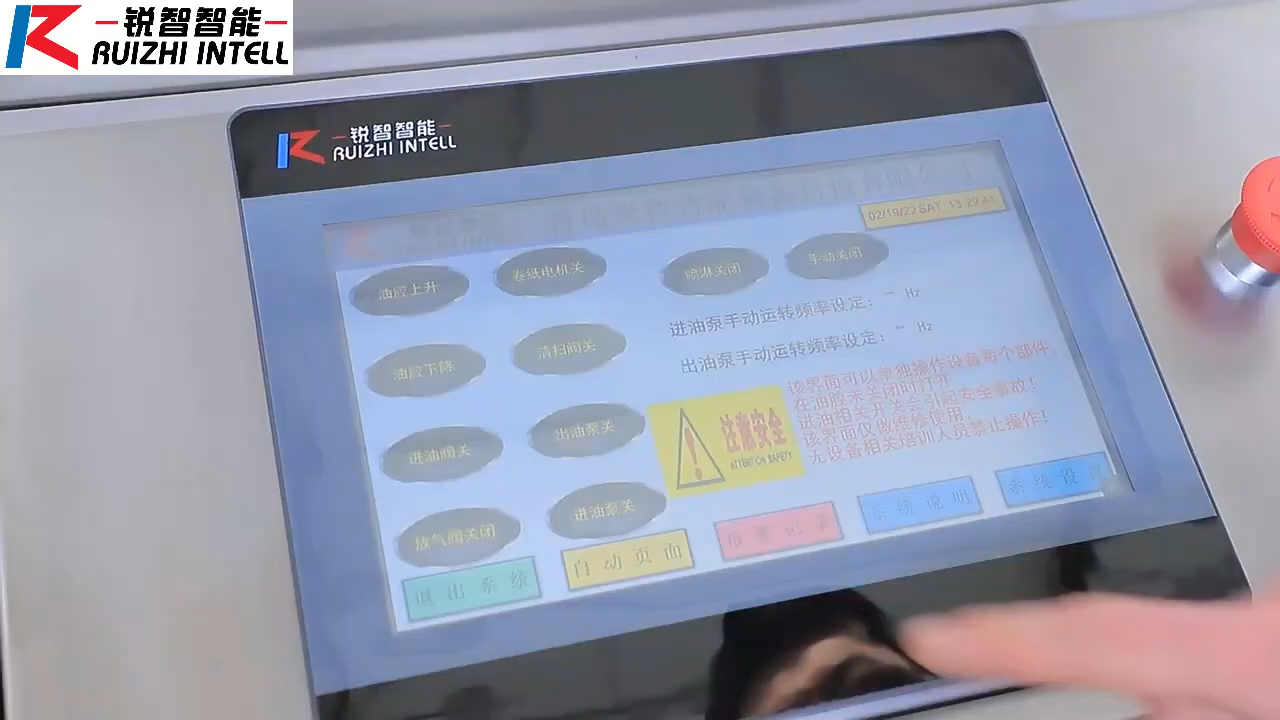 锐智智能
RUIZHI INTELL
锐智智能
RUIZHI INTELL
02/19/22 SAT 13 29:41
油腔上升
卷纸电机关
喷淋关闭
手动关闭
油腔下降
清扫阀关
进油泵手动运转频率设定: - Hz
出油泵手动运转频率设定: - Hz
进油阀关
出油泵关
注意安全
ATTENTION SAFETY
该界面可以单独操作设备每个部件
在油腔未关闭时打开
进油相关开关会引起安全事故!
该界面仅做维修使用
无设备相关培训人员禁止操作!
放气阀关闭
进油泵关
退出系统
自动页面
报警记录
系统说明
系统设置